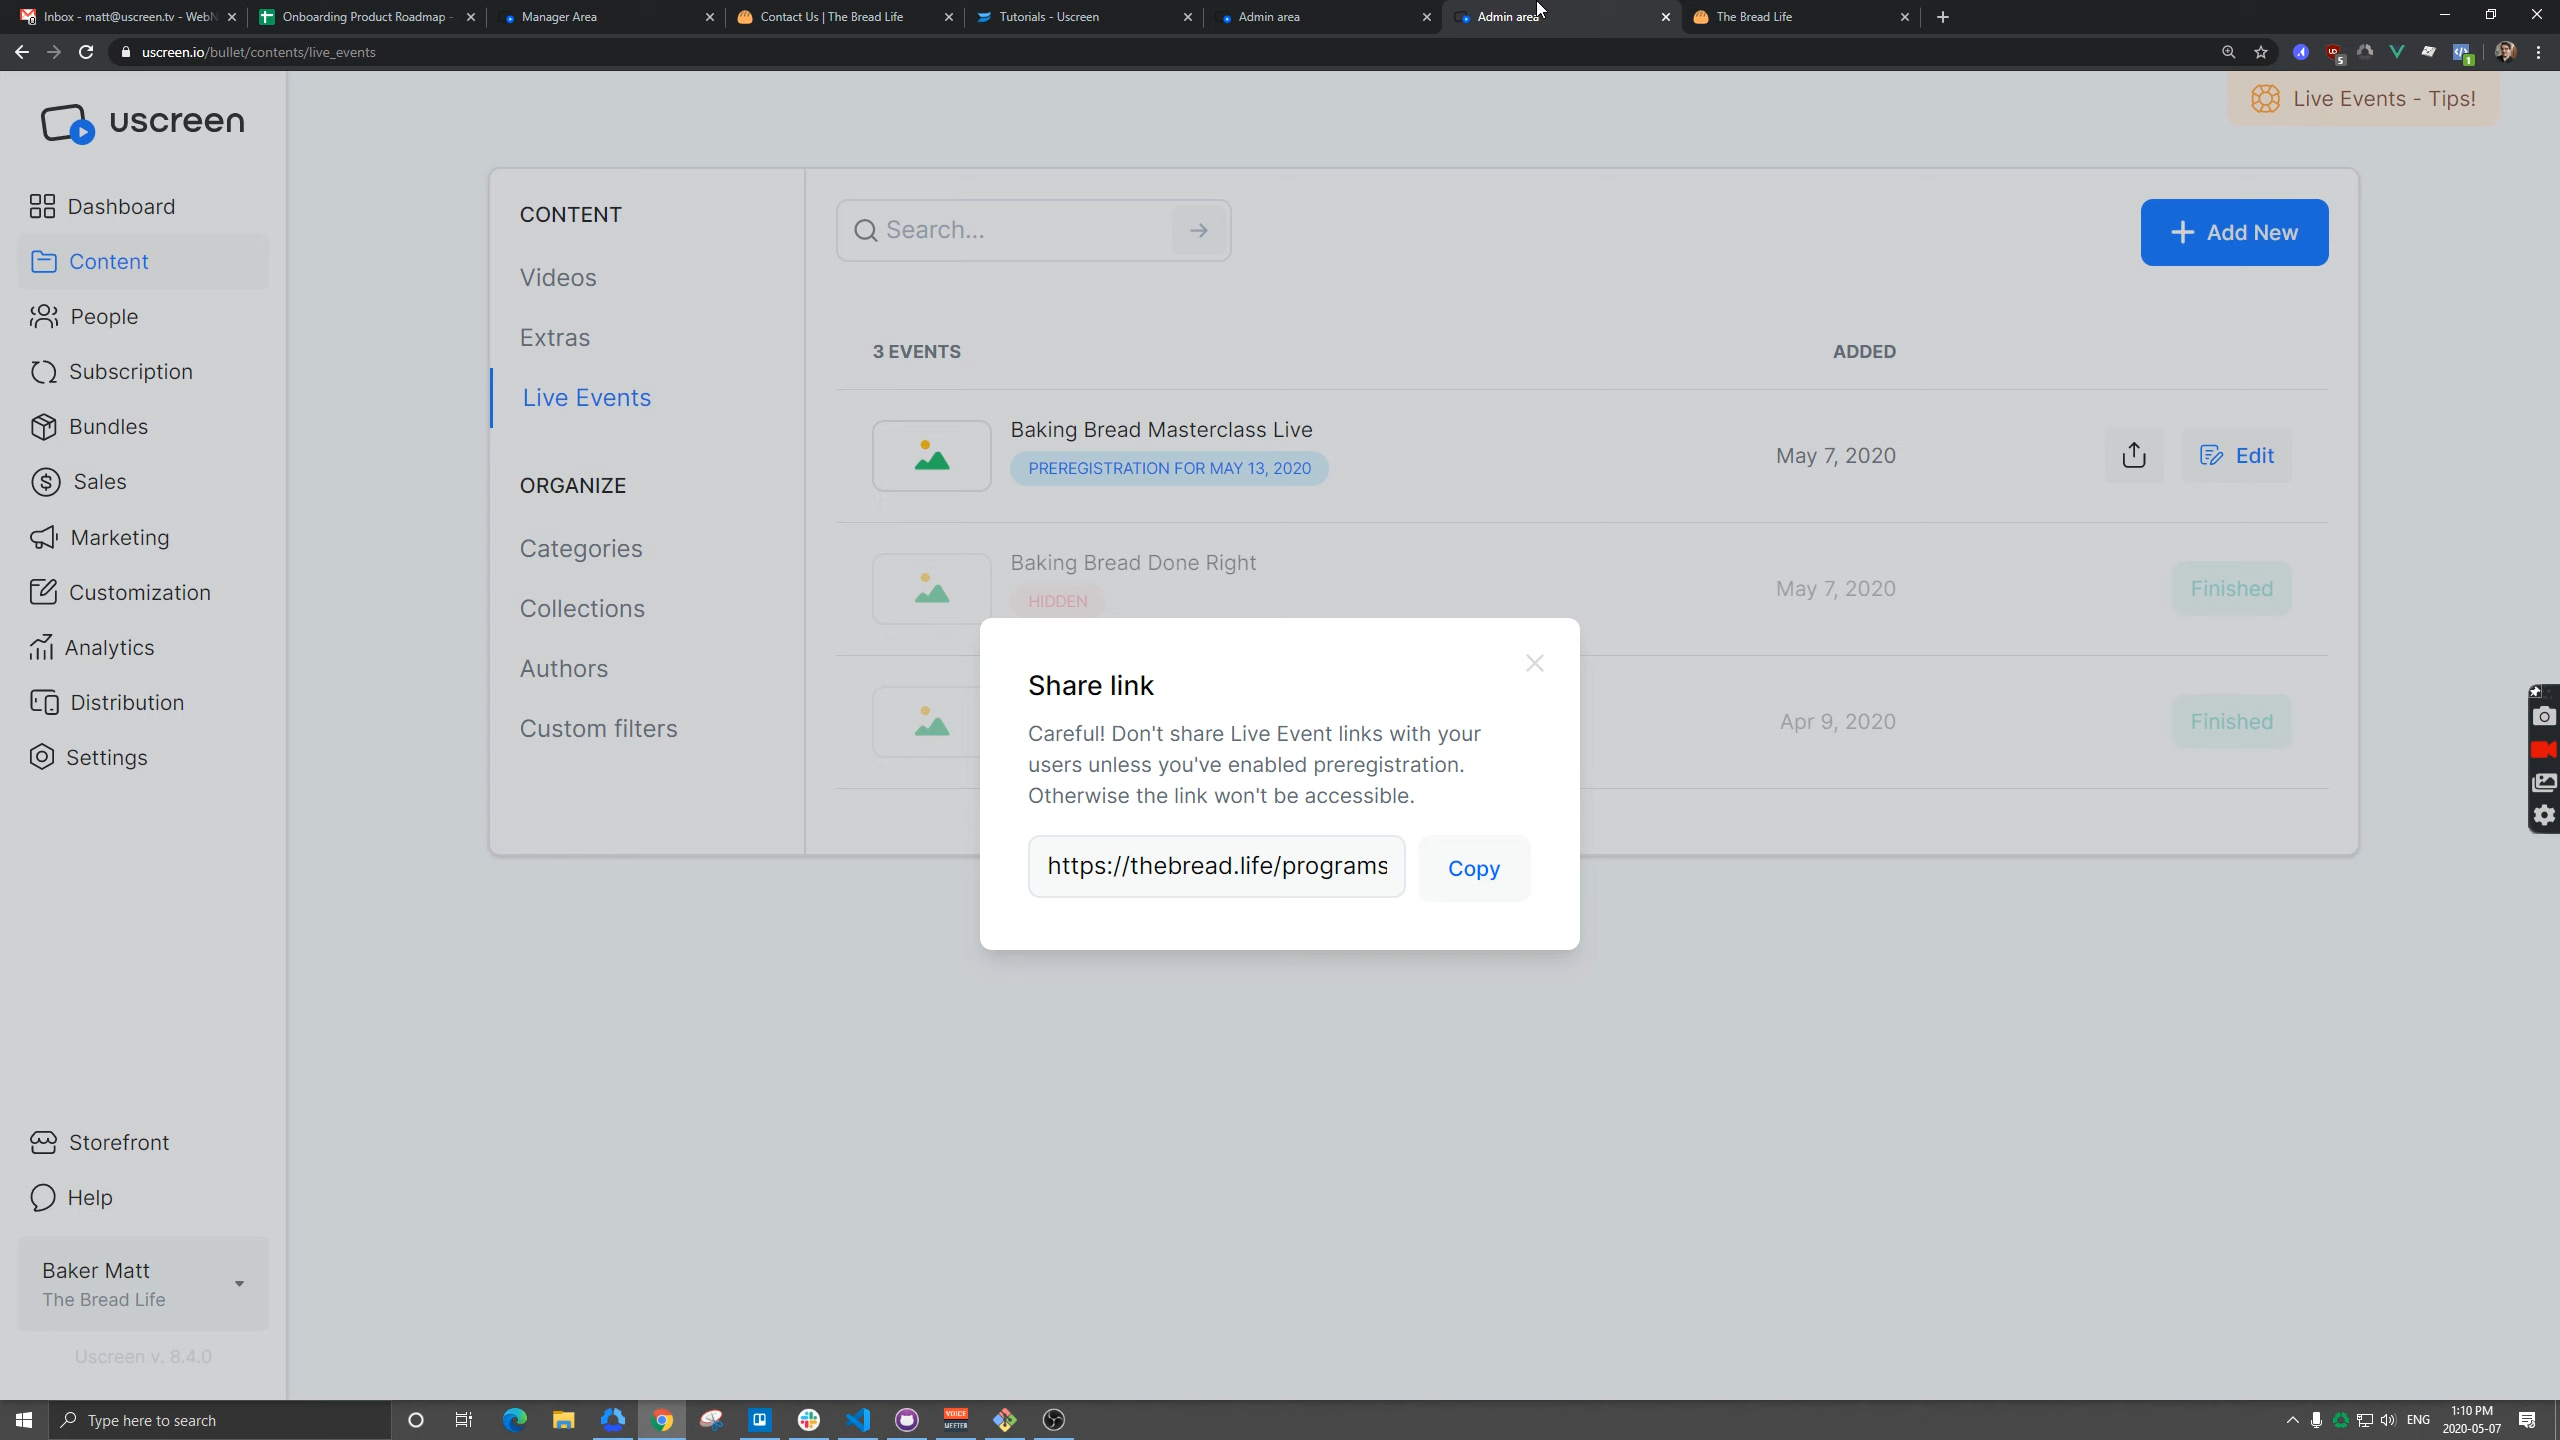 Inbox - matt@uscreen.tv - WebN
Onboarding Product Roadmap -
Manager Area
Contact Us | The Bread Life
Tutorials - Uscreen
Admin area
Admin area
The Bread Life
uscreen.io/bullet/contents/live_events
5
1
uscreen
Live Events - Tips!
Dashboard
Content
People
Subscription
Bundles
Sales
Marketing
Customization
Analytics
Distribution
Settings
CONTENT
Videos
Extras
Live Events
ORGANIZE
Categories
Collections
Authors
Custom filters
Search...
Add New
3 EVENTS
ADDED
Baking Bread Masterclass Live
PREREGISTRATION FOR MAY 13, 2020
May 7, 2020
Edit
Baking Bread Done Right
HIDDEN
May 7, 2020
Finished
Apr 9, 2020
Finished
Share link
Careful! Don't share Live Event links with your
users unless you've enabled preregistration.
Otherwise the link won't be accessible.
https://thebread.life/programs
Copy
Storefront
Help
Baker Matt
The Bread Life
Uscreen v. 8.4.0
Type here to search
VOICE
MEETER
ENG
1:10 PM
2020-05-07